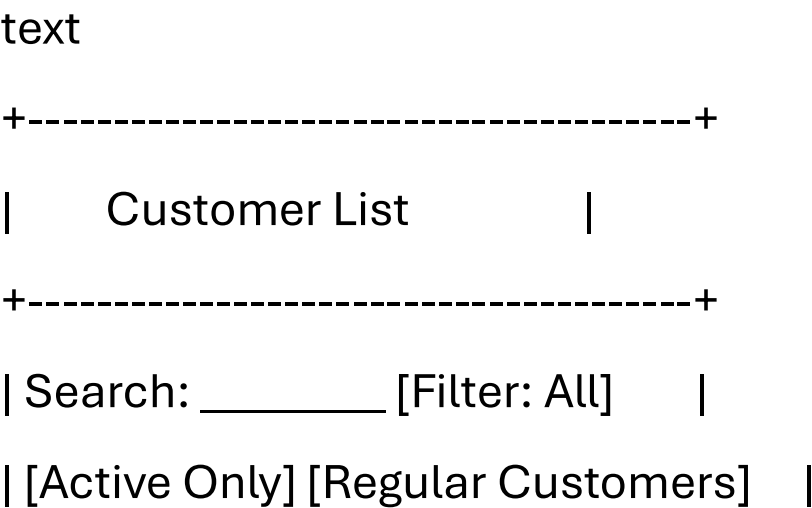 text
+---------------------------------------+
|        Customer List               |
+---------------------------------------+
| Search: ________ [Filter: All]       |
| [Active Only] [Regular Customers]     |